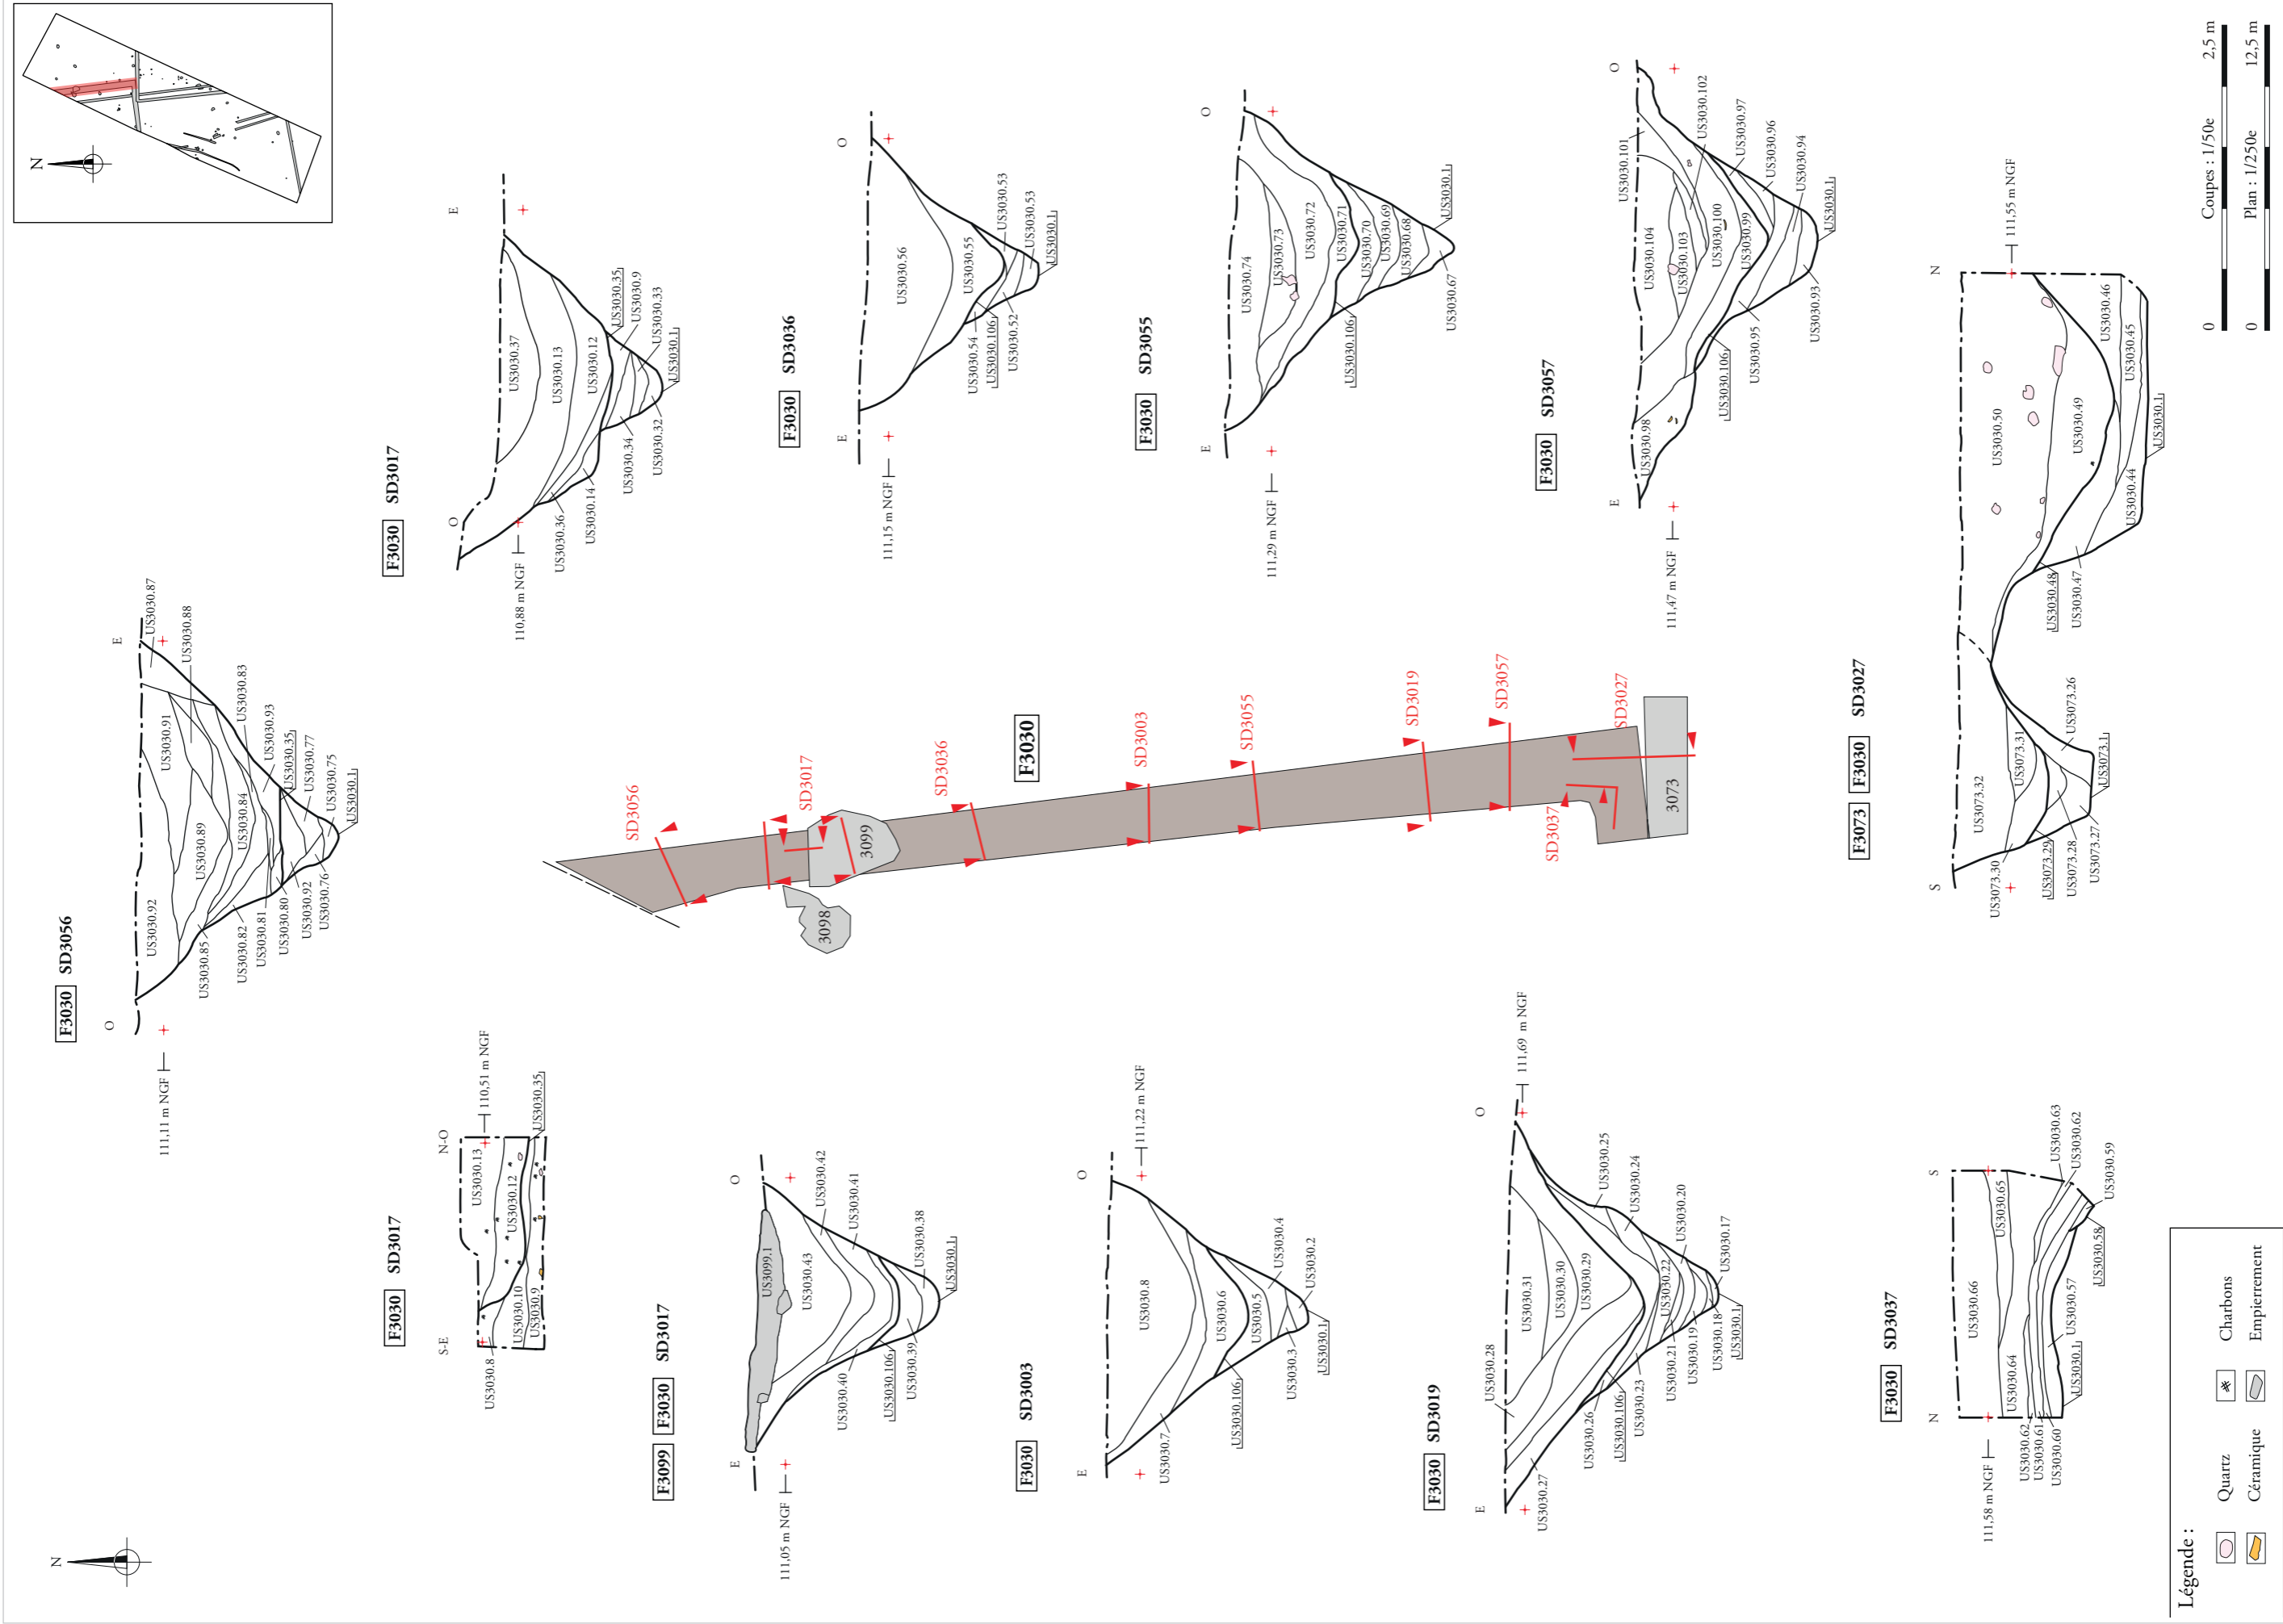 N
N
F3030 SD3056
O
E
111,11 m NGF
US3030.87
US3030.88
US3030.91
US3030.92
US3030.89
US3030.83
US3030.84
US3030.93
US3030.35
US3030.77
US3030.75
US3030.1
US3030.85
US3030.82
US3030.81
US3030.80
US3030.92
US3030.76
F3030 SD3017
S-E
N-O
110,51 m NGF
US3030.13
US3030.12
US3030.8
US3030.10
US3030.9
US3030.35
F3030 SD3017
O
E
110,88 m NGF
US3030.37
US3030.13
US3030.12
US3030.35
US3030.9
US3030.33
US3030.1
US3030.36
US3030.14
US3030.34
US3030.32
F3099 F3030 SD3017
E
O
111,05 m NGF
US3099.1
US3030.43
US3030.42
US3030.41
US3030.38
US3030.1
US3030.40
US3030.106
US3030.39
F3030 SD3036
E
O
111,15 m NGF
US3030.56
US3030.55
US3030.53
US3030.53
US3030.1
US3030.54
US3030.106
US3030.52
F3030 SD3003
E
O
111,22 m NGF
US3030.8
US3030.6
US3030.5
US3030.4
US3030.2
US3030.7
US3030.106
US3030.3
US3030.1
F3030 SD3055
E
O
111,29 m NGF
US3030.74
US3030.73
US3030.72
US3030.71
US3030.70
US3030.69
US3030.68
US3030.1
US3030.106
US3030.67
F3030 SD3019
E
O
111,69 m NGF
US3030.28
US3030.31
US3030.30
US3030.29
US3030.25
US3030.24
US3030.22
US3030.20
US3030.17
US3030.27
US3030.26
US3030.106
US3030.23
US3030.21
US3030.19
US3030.18
US3030.1
F3030 SD3057
E
O
111,47 m NGF
US3030.101
US3030.102
US3030.104
US3030.103
US3030.100
US3030.99
US3030.97
US3030.96
US3030.94
US3030.1
US3030.98
US3030.106
US3030.95
US3030.93
F3030 SD3037
N
S
111,58 m NGF
US3030.66
US3030.65
US3030.64
US3030.63
US3030.62
US3030.59
US3030.58
US3030.57
US3030.1
US3030.62
US3030.61
US3030.60
F3073 F3030 SD3027
S
N
111,55 m NGF
US3073.32
US3073.31
US3073.26
US3073.1
US3073.30
US3073.29
US3073.28
US3073.27
US3030.50
US3030.49
US3030.48
US3030.47
US3030.46
US3030.45
US3030.44
US3030.1
F3030
SD3056
SD3017
SD3036
SD3003
SD3055
SD3019
SD3057
SD3037
SD3027
3098
3099
3073
Légende :
Quartz
Charbons
Céramique
Empierrement
0 Coupes : 1/50e 2,5 m
0 Plan : 1/250e 12,5 m